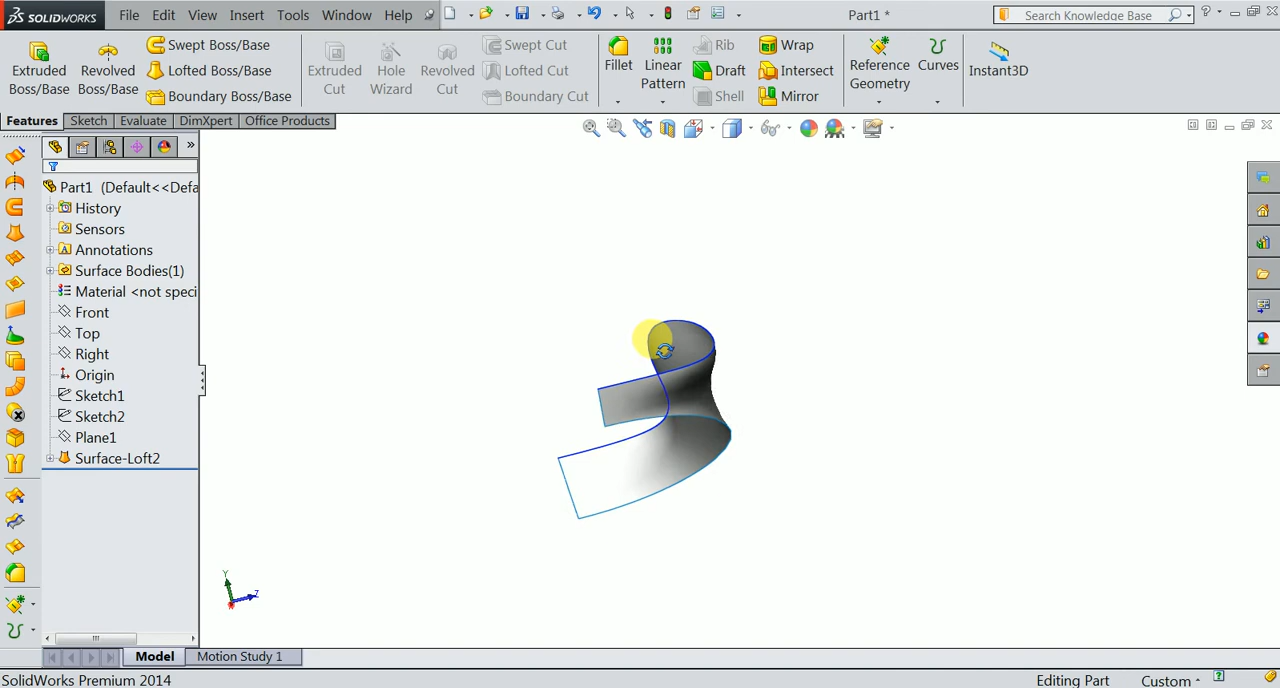 SOLIDWORKS File Edit View Insert Tools Window Help Part1 * Search Knowledge Base ?
Extruded Boss/Base
Revolved Boss/Base
Swept Boss/Base
Lofted Boss/Base
Boundary Boss/Base
Extruded Cut
Hole Wizard
Revolved Cut
Swept Cut
Lofted Cut
Boundary Cut
Fillet
Linear Pattern
Rib
Draft
Shell
Wrap
Intersect
Mirror
Reference Geometry
Curves
Instant3D
Features Sketch Evaluate DimXpert Office Products
»
Part1 (Default<<Defa
History
Sensors
Annotations
Surface Bodies(1)
Material <not speci
Front
Top
Right
Origin
Sketch1
Sketch2
Plane1
Surface-Loft2
Y
Z
Model Motion Study 1
SolidWorks Premium 2014 Editing Part Custom ?